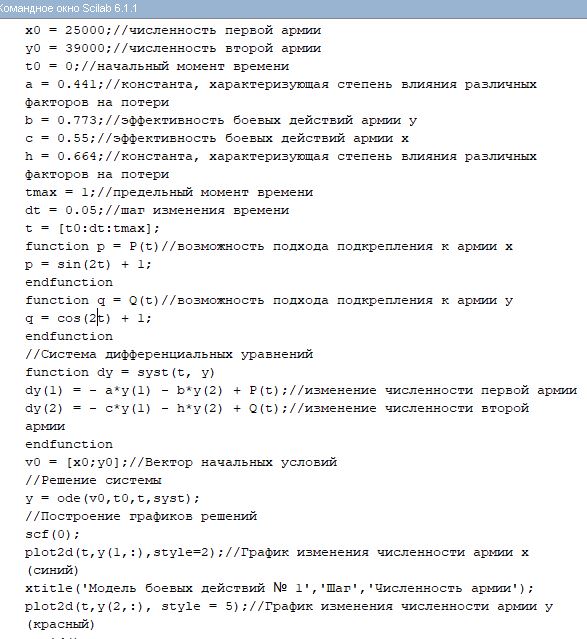 Командное окно Scilab 6.1.1
x0 = 25000;//численность первой армии
y0 = 39000;//численность второй армии
t0 = 0;//начальный момент времени
a = 0.441;//константа, характеризующая степень влияния различных
факторов на потери
b = 0.773;//эффективность боевых действий армии у
c = 0.55;//эффективность боевых действий армии х
h = 0.664;//константа, характеризующая степень влияния различных
факторов на потери
tmax = 1;//предельный момент времени
dt = 0.05;//шаг изменения времени
t = [t0:dt:tmax];
function p = P(t)//возможность подхода подкрепления к армии х
p = sin(2t) + 1;
endfunction
function q = Q(t)//возможность подхода подкрепления к армии у
q = cos(2t) + 1;
endfunction
//Система дифференциальных уравнений
function dy = syst(t, y)
dy(1) = - a*y(1) - b*y(2) + P(t);//изменение численности первой армии
dy(2) = - c*y(1) - h*y(2) + Q(t);//изменение численности второй
армии
endfunction
v0 = [x0;y0];//Вектор начальных условий
//Решение системы
y = ode(v0,t0,t,syst);
//Построение графиков решений
scf(0);
plot2d(t,y(1,:),style=2);//График изменения численности армии х
(синий)
xtitle('Модель боевых действий № 1','Шаг','Численность армии');
plot2d(t,y(2,:), style = 5);//График изменения численности армии у
(красный)